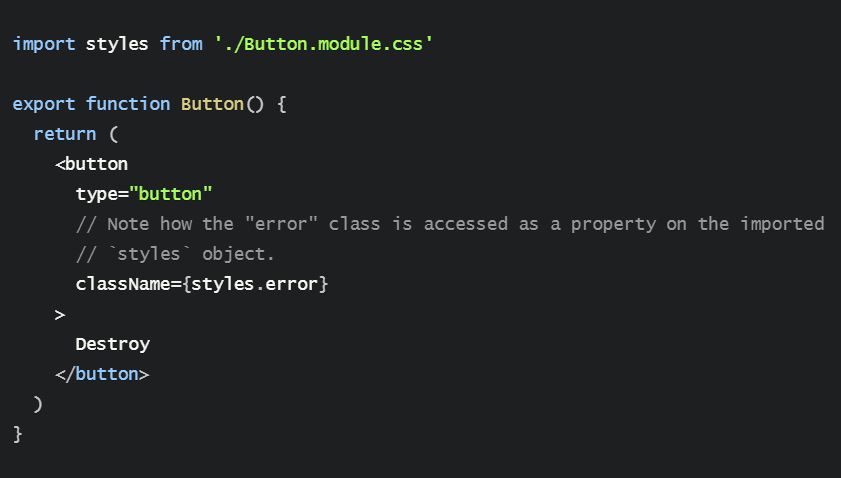 import styles from './Button.module.css'
export function Button() {
return (
<button
type="button"
// Note how the "error" class is accessed as a property on the imported
// `styles` object.
className={styles.error}
>
Destroy
</button>
)
}